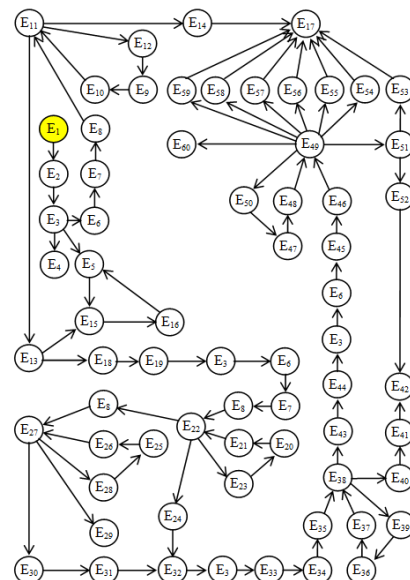 E11 E14 E17
E12
E10 E9
E59 E58 E57 E56 E55 E54 E53
E1 E8
E60 E49 E51
E2 E7
E50 E48 E46 E52
E3 E6
E47 E45
E4 E5
E6
E15 E16
E3
E13 E18 E19 E3 E6
E44 E42
E8 E7
E27 E8 E22
E26 E25 E21 E20 E43 E41
E28 E23 E38 E40
E29 E24 E35 E37 E39
E30 E31 E32 E3 E33 E34 E36